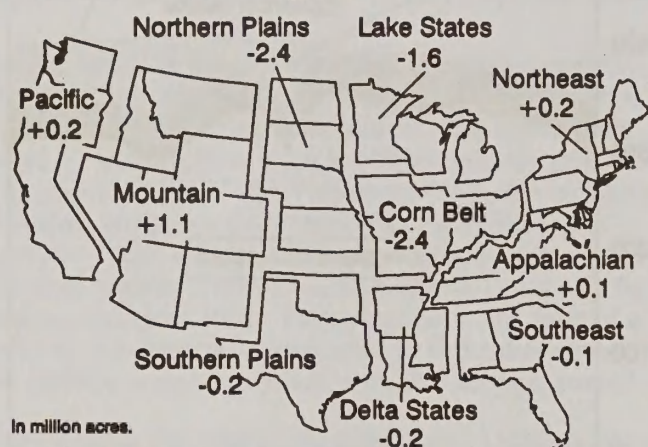 Northern Plains
-2.4
Lake States
-1.6
Northeast
+0.2
Pacific
+0.2
Mountain
+1.1
Corn Belt
-2.4
Appalachian
+0.1
Southeast
-0.1
Southern Plains
-0.2
Delta States
-0.2
In million acres.